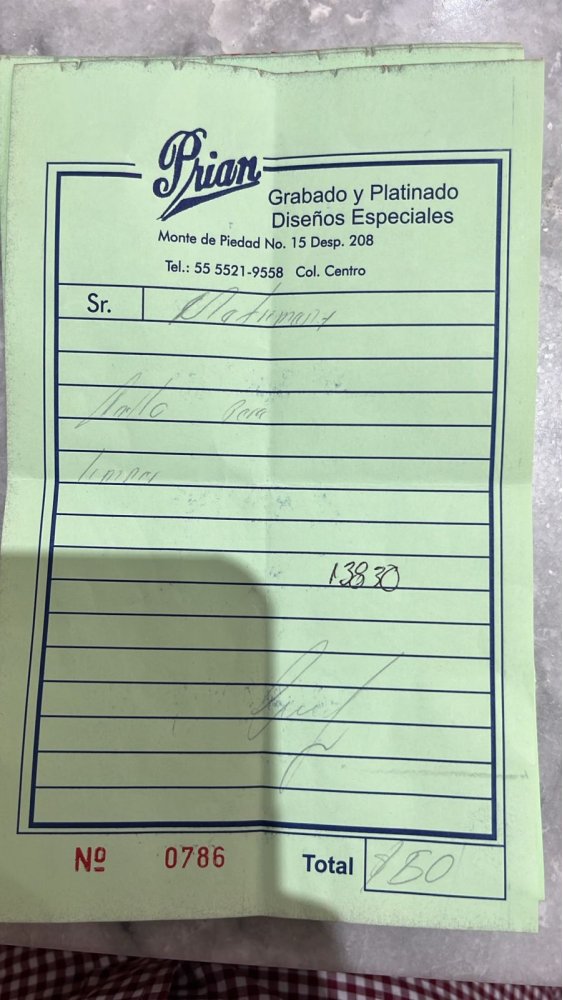 Prian
Grabado y Platinado
Diseños Especiales
Monte de Piedad No. 15 Desp. 208
Tel.: 55 5521-9558 Col. Centro
Sr.
Anillo para
limpiar
13830
Nº 0786 Total